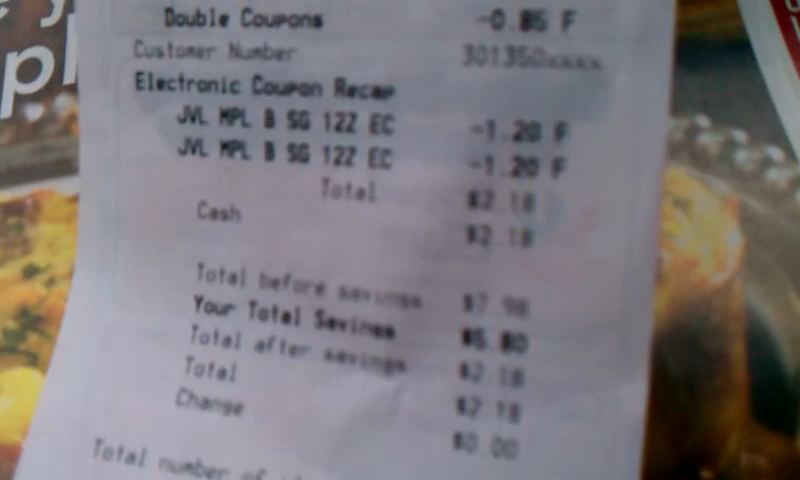 Double Coupons -0.85 F
Customer Number 301350xxxx
Electronic Coupon Recap
JVL MPL B SG 12Z EC -1.20 F
JVL MPL B SG 12Z EC -1.20 F
Total $2.18
Cash $2.18
Total before savings $7.98
Your Total Savings $5.80
Total after savings $2.18
Total $2.18
Change $0.00
Total number of